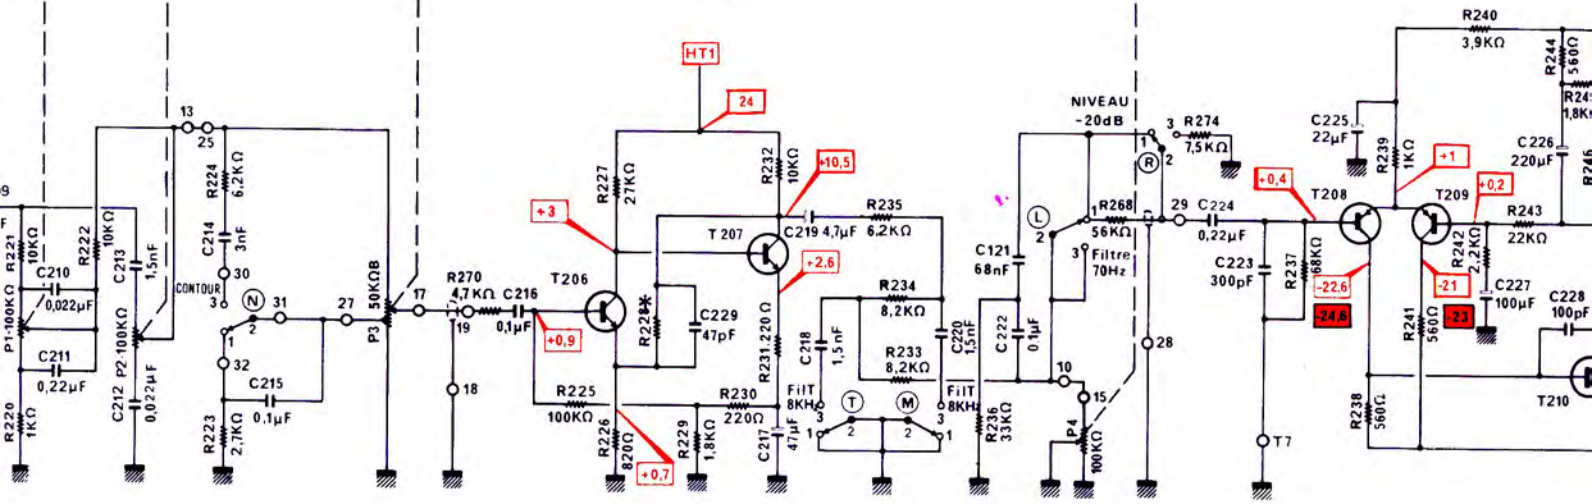 09
F
R221
10KΩ
P1-100KΩ
R220
1KΩ
C210
0,022µF
C211
0,22µF
R222
10KΩ
C213
1,5nF
P2-100KΩ
C212
0,022µF
13
25
R224
6.2KΩ
C214
3nF
30
CONTOUR
3
N
2
1
31
27
32
C215
0,1µF
R223
2,7KΩ
P3
50KΩB
17
R270
4,7KΩ
19
18
C216
0,1µF
+0,9
HT1
24
R227
27KΩ
+3
T206
R228*
C229
47pF
R225
100KΩ
R226
820Ω
+0,7
R229
1,8KΩ
R230
220Ω
R232
10KΩ
+10,5
T207
+2.6
R231.220Ω
C217
47µF
C219 4,7µF
R235
6.2KΩ
R234
8,2KΩ
C218
1,5nF
R233
8,2KΩ
C220
1,5nF
FilT
8KHz
3
T
M
1
2
2
FilT
8KHz
3
1
C121
68nF
C222
0.1µF
R236
33KΩ
NIVEAU
-20dB
3
1
R
R274
7,5KΩ
L
2
1
R268
56KΩ
3
Filtre
70Hz
10
15
P4
100KΩ
29
28
C224
0,22µF
C223
300pF
R237
68KΩ
T7
+0,4
T208
C225
22µF
R239
1KΩ
R240
3,9KΩ
+1
T209
+0,2
-22,6
-24,6
-21
-23
R241
560Ω
R238
560Ω
R242
2,2KΩ
R243
22KΩ
C227
100µF
C226
220µF
R244
560Ω
R24
1,8K
R246
C228
100pF
T210